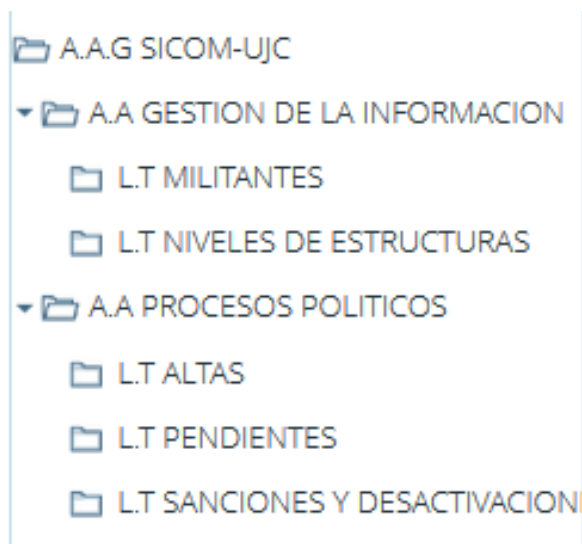 A.A.G SICOM-UJC
A.A GESTION DE LA INFORMACION
L.T MILITANTES
L.T NIVELES DE ESTRUCTURAS
A.A PROCESOS POLITICOS
L.T ALTAS
L.T PENDIENTES
L.T SANCIONES Y DESACTIVACION